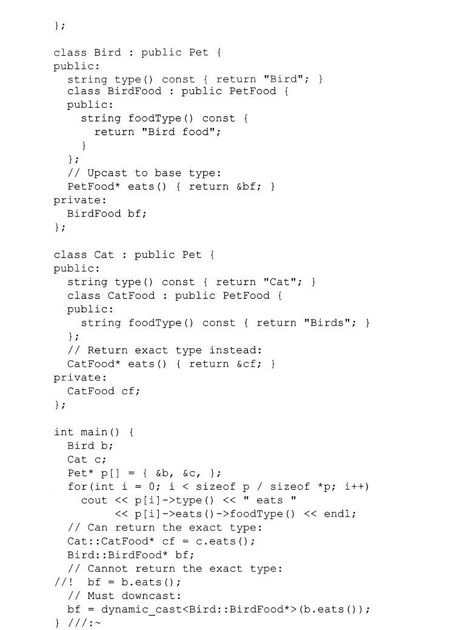 };

class Bird : public Pet {
public:
  string type() const { return "Bird"; }
  class BirdFood : public PetFood {
  public:
    string foodType() const {
      return "Bird food";
    }
  };
  // Upcast to base type:
  PetFood* eats() { return &bf; }
private:
  BirdFood bf;
};

class Cat : public Pet {
public:
  string type() const { return "Cat"; }
  class CatFood : public PetFood {
  public:
    string foodType() const { return "Birds"; }
  };
  // Return exact type instead:
  CatFood* eats() { return &cf; }
private:
  CatFood cf;
};

int main() {
  Bird b;
  Cat c;
  Pet* p[] = { &b, &c, };
  for(int i = 0; i < sizeof p / sizeof *p; i++)
    cout << p[i]->type() << " eats "
         << p[i]->eats()->foodType() << endl;
  // Can return the exact type:
  Cat::CatFood* cf = c.eats();
  Bird::BirdFood* bf;
  // Cannot return the exact type:
//!  bf = b.eats();
  // Must downcast:
  bf = dynamic_cast<Bird::BirdFood*>(b.eats());
} ///:~